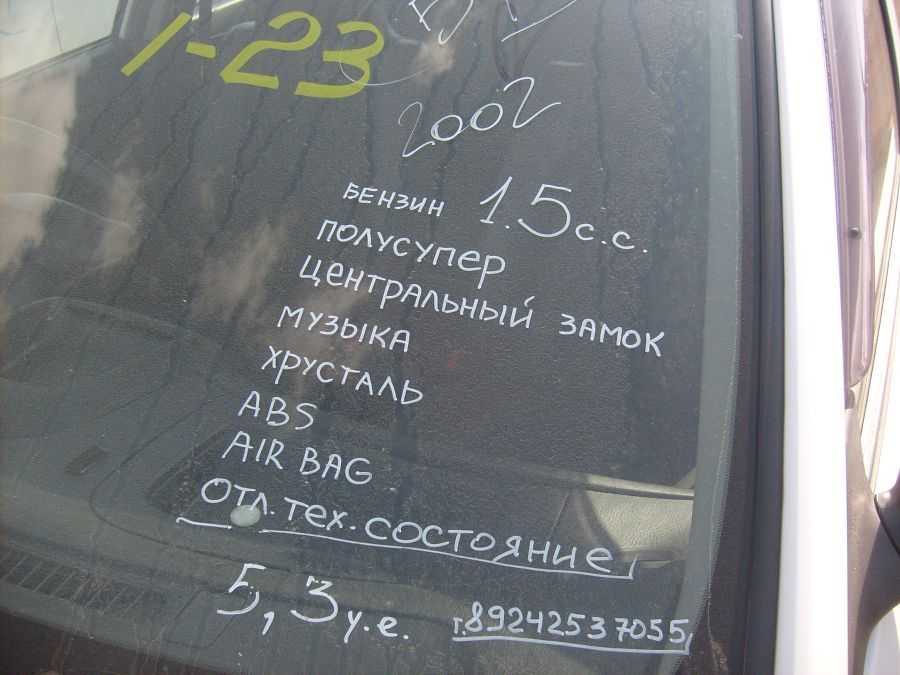 1-23
2002
БЕНЗИН 1.5 с.с.
ПОЛУСУПЕР
ЦЕНТРАЛЬНЫЙ ЗАМОК
МУЗЫКА
ХРУСТАЛЬ
ABS
AIR BAG
ОТЛ. ТЕХ. СОСТОЯНИЕ
5,3 у.е. т.89242537055